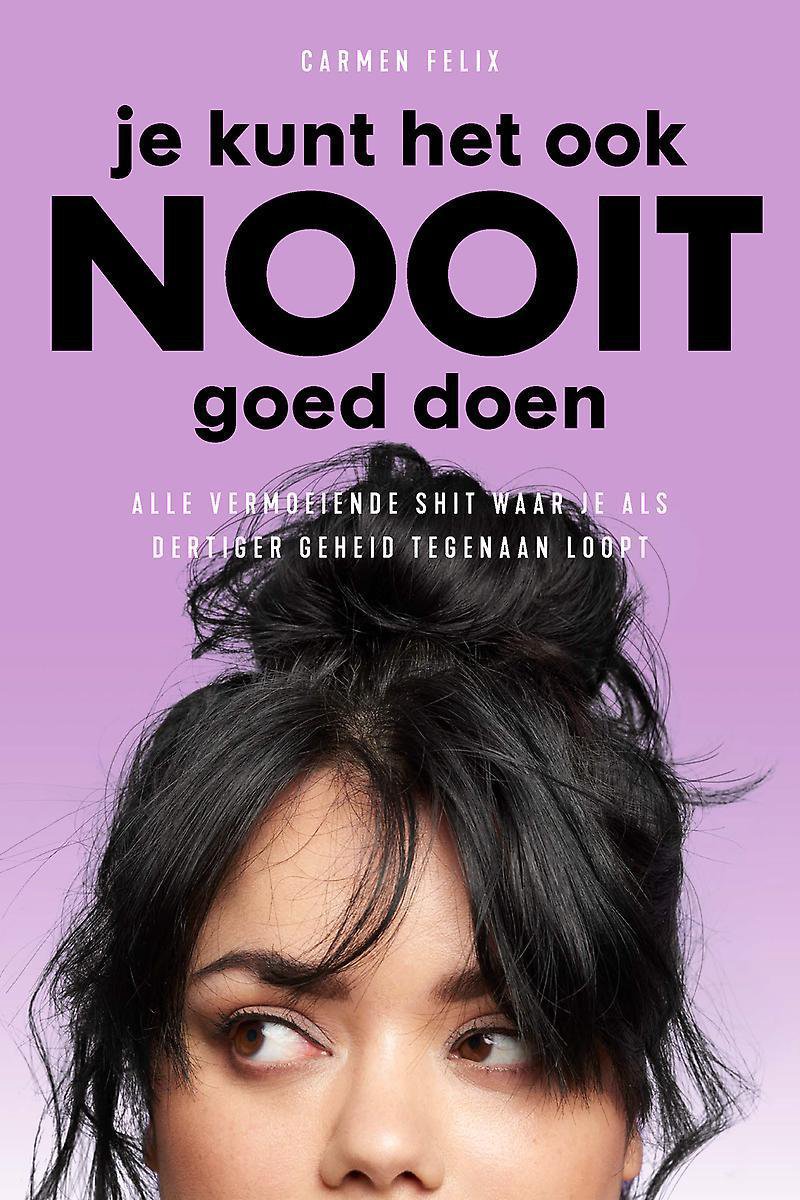 CARMEN FELIX
je kunt het ook
NOOIT
goed doen
ALLE VERMOEIENDE SHIT WAAR JE ALS
DERTIGER GEHEID TEGENAAN LOOPT